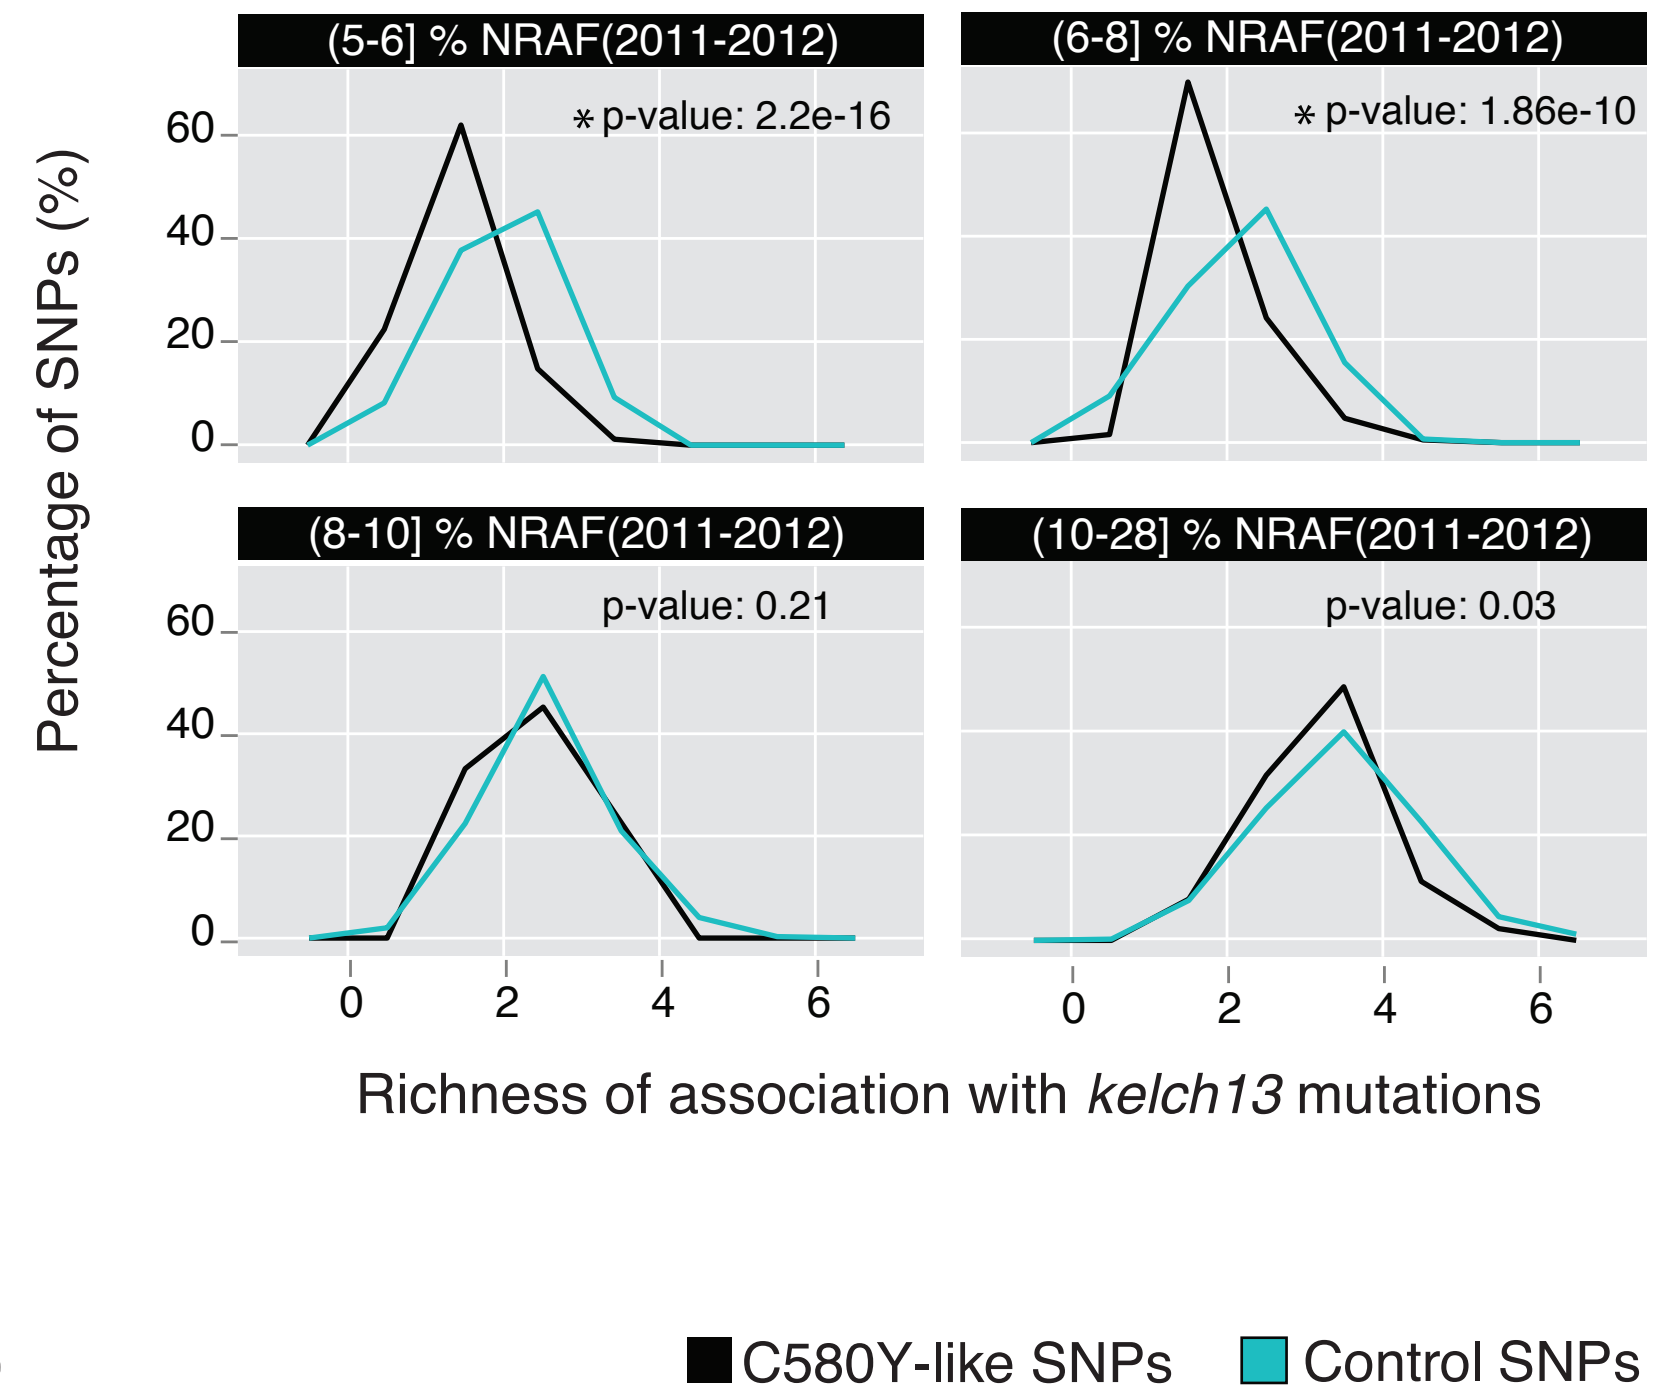 (5-6] % NRAF(2011-2012)
(6-8] % NRAF(2011-2012)
* p-value: 2.2e-16
* p-value: 1.86e-10
60
40
20
0
(8-10] % NRAF(2011-2012)
(10-28] % NRAF(2011-2012)
p-value: 0.21
p-value: 0.03
60
40
20
0
Percentage of SNPs (%)
0 2 4 6
0 2 4 6
Richness of association with kelch13 mutations
C580Y-like SNPs
Control SNPs